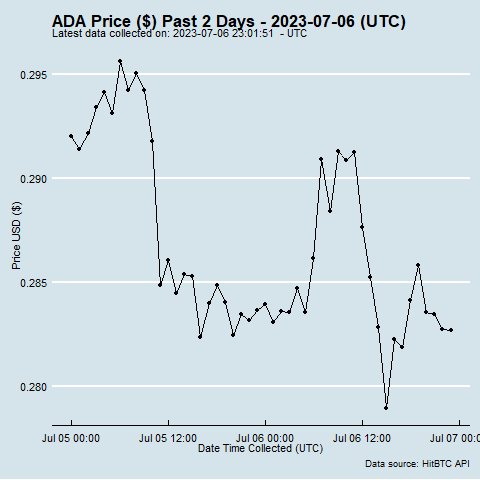 ADA Price ($) Past 2 Days - 2023-07-06 (UTC)
Latest data collected on: 2023-07-06 23:01:51  - UTC
0.295
0.290
0.285
0.280
Price USD ($)
Jul 05 00:00 Jul 05 12:00 Jul 06 00:00 Jul 06 12:00 Jul 07 00:0
Date Time Collected (UTC)
Data source: HitBTC API